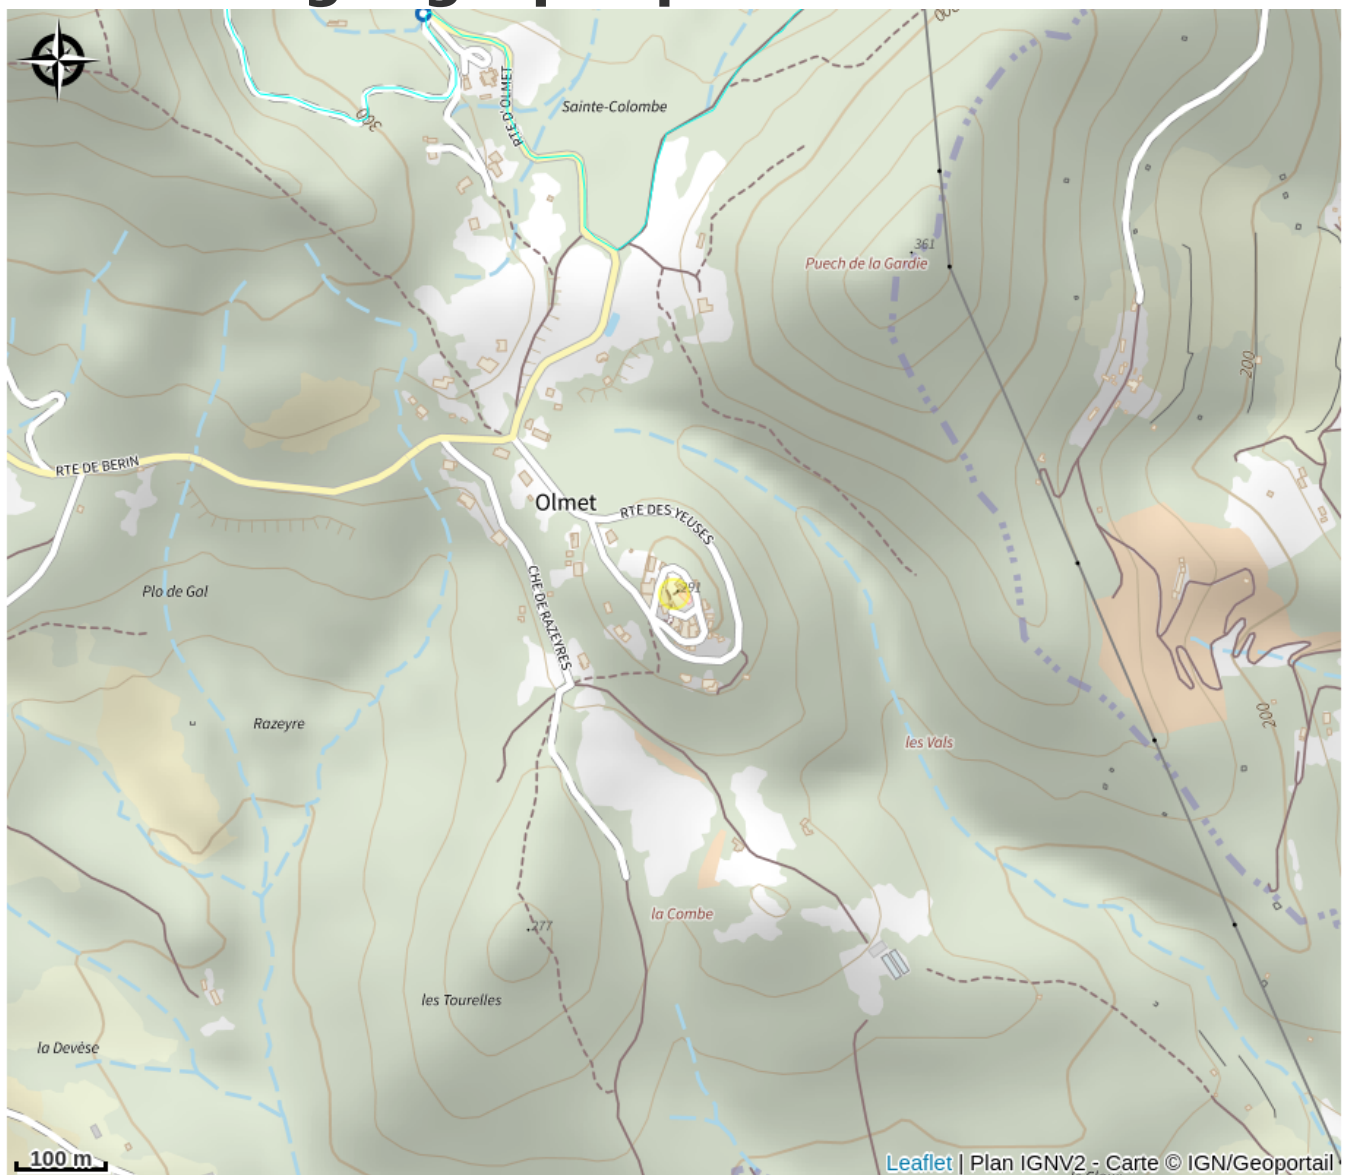 300
RTE D'OLMET
Sainte-Colombe
361
Puech de la Gardie
200
RTE DE BERIN
Olmet
RTE DES YEUSES
291
CHE DE RAZEYRES
Plo de Gol
Razeyre
200
les Vals
la Combe
277
les Tourelles
la Devèse
100 m
Leaflet | Plan IGNV2 - Carte © IGN/Geoportail